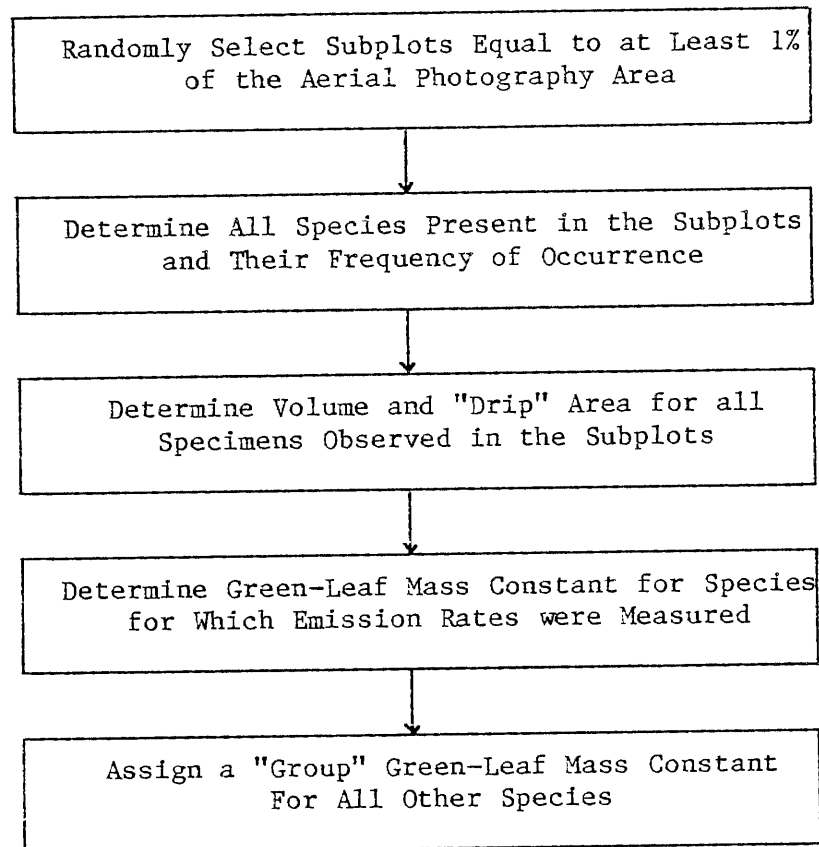 Randomly Select Subplots Equal to at Least 1%
of the Aerial Photography Area
Determine All Species Present in the Subplots
and Their Frequency of Occurrence
Determine Volume and "Drip" Area for all
Specimens Observed in the Subplots
Determine Green-Leaf Mass Constant for Species
for Which Emission Rates were Measured
Assign a "Group" Green-Leaf Mass Constant
For All Other Species